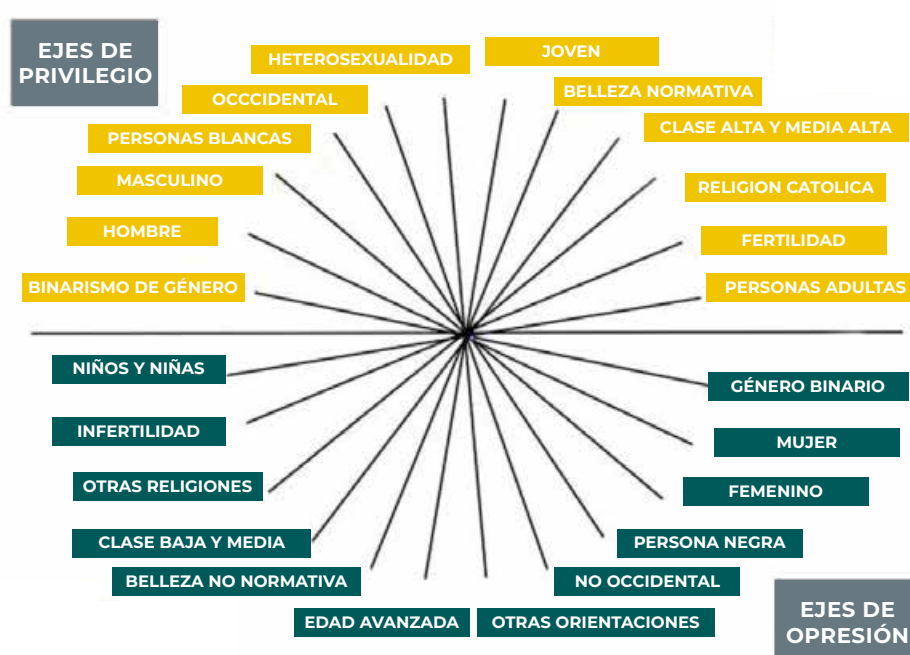 EJES DE
PRIVILEGIO
HETEROSEXUALIDAD
JOVEN
OCCCIDENTAL
BELLEZA NORMATIVA
PERSONAS BLANCAS
CLASE ALTA Y MEDIA ALTA
MASCULINO
RELIGION CATOLICA
HOMBRE
FERTILIDAD
BINARISMO DE GÉNERO
PERSONAS ADULTAS
NIÑOS Y NIÑAS
GÉNERO BINARIO
INFERTILIDAD
MUJER
OTRAS RELIGIONES
FEMENINO
CLASE BAJA Y MEDIA
PERSONA NEGRA
BELLEZA NO NORMATIVA
NO OCCIDENTAL
EDAD AVANZADA
OTRAS ORIENTACIONES
EJES DE
OPRESIÓN